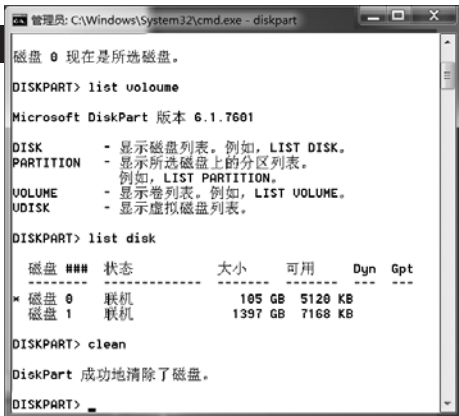 管理员: C:\Windows\System32\cmd.exe - diskpart
磁盘 0 现在是所选磁盘。
DISKPART> list voloume
Microsoft DiskPart 版本 6.1.7601
DISK - 显示磁盘列表。例如，LIST DISK。
PARTITION - 显示所选磁盘上的分区列表。
例如，LIST PARTITION。
VOLUME - 显示卷列表。例如，LIST VOLUME。
VDISK - 显示虚拟磁盘列表。
DISKPART> list disk
磁盘 ### 状态 大小 可用 Dyn Gpt
-------- ------------- ------- ------- --- ---
* 磁盘 0 联机 105 GB 5120 KB
磁盘 1 联机 1397 GB 7168 KB
DISKPART> clean
DiskPart 成功地清除了磁盘。
DISKPART> _